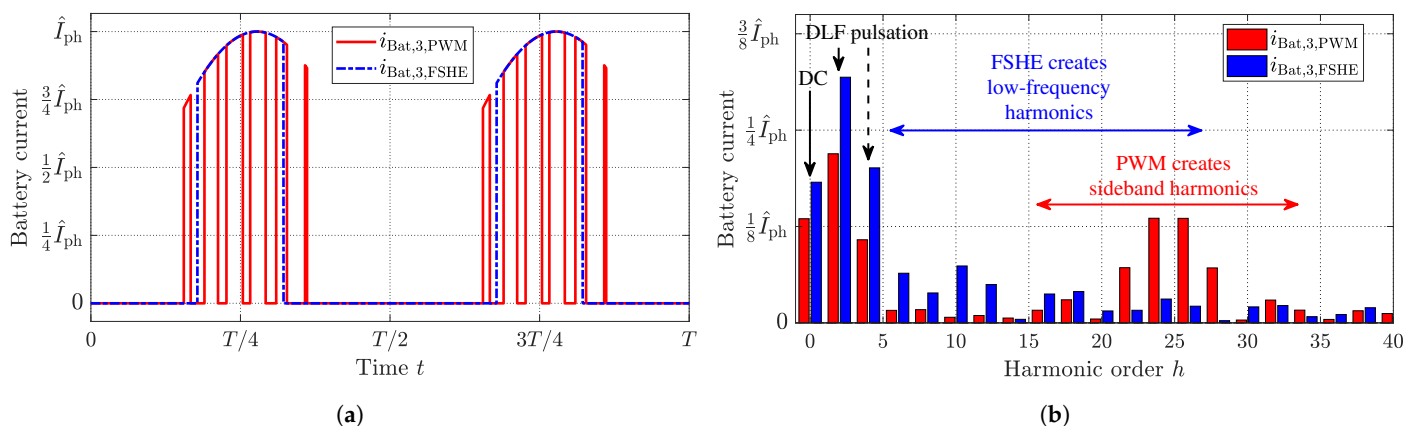 Battery current
Î_ph
3/4 Î_ph
1/2 Î_ph
1/4 Î_ph
0
i_Bat,3,PWM
i_Bat,3,FSHE
0
T/4
T/2
3T/4
T
Time t
(a)
Battery current
3/8 Î_ph
1/4 Î_ph
1/8 Î_ph
0
DLF pulsation
DC
FSHE creates
low-frequency
harmonics
PWM creates
sideband harmonics
i_Bat,3,PWM
i_Bat,3,FSHE
0
5
10
15
20
25
30
35
40
Harmonic order h
(b)